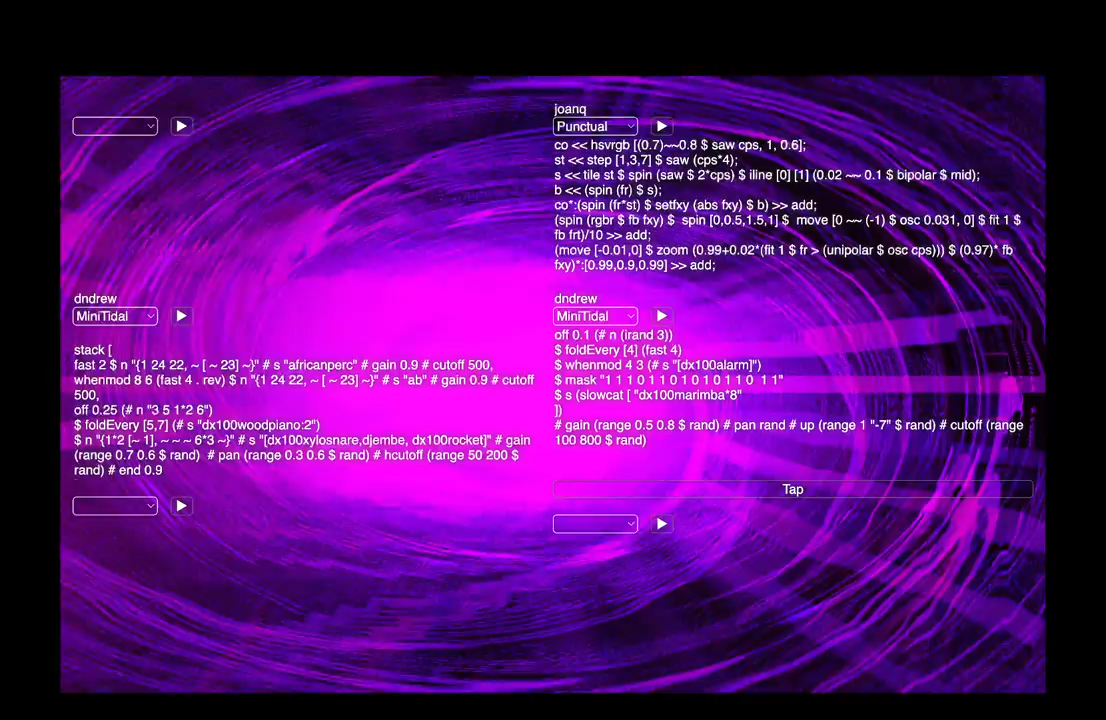 joanq
Punctual
co << hsvrgb [(0.7)~~0.8 $ saw cps, 1, 0.6];
st << step [1,3,7] $ saw (cps*4);
s << tile st $ spin (saw $ 2*cps) $ iline [0] [1] (0.02 ~~ 0.1 $ bipolar $ mid);
b << (spin (fr) $ s);
co*:(spin (fr*st) $ setfxy (abs fxy) $ b) >> add;
(spin (rgbr $ fb fxy) $  spin [0,0.5,1.5,1] $  move [0 ~~ (-1) $ osc 0.031, 0] $ fit 1 $
fb frt)/10 >> add;
(move [-0.01,0] $ zoom (0.99+0.02*(fit 1 $ fr > (unipolar $ osc cps))) $ (0.97)* fb
fxy)*:[0.99,0.9,0.99] >> add;
dndrew
MiniTidal
stack [
fast 2 $ n "{1 24 22, ~ [ ~ 23] ~}" # s "africanperc" # gain 0.9 # cutoff 500,
whenmod 8 6 (fast 4 . rev) $ n "{1 24 22, ~ [ ~ 23] ~}" # s "ab" # gain 0.9 # cutoff
500,
off 0.25 (# n "3 5 1*2 6")
$ foldEvery [5,7] (# s "dx100woodpiano:2")
$ n "{1*2 [~ 1], ~ ~ ~ 6*3 ~}" # s "[dx100xylosnare,djembe, dx100rocket]" # gain
(range 0.7 0.6 $ rand)  # pan (range 0.3 0.6 $ rand) # hcutoff (range 50 200 $
rand) # end 0.9
dndrew
MiniTidal
off 0.1 (# n (irand 3))
$ foldEvery [4] (fast 4)
$ whenmod 4 3 (# s "[dx100alarm]")
$ mask "1 1 1 0 1 1 0 1 0 1 0 1 1 0  1 1"
$ s (slowcat [ "dx100marimba*8"
])
# gain (range 0.5 0.8 $ rand) # pan rand # up (range 1 "-7" $ rand) # cutoff (range
100 800 $ rand)
Tap